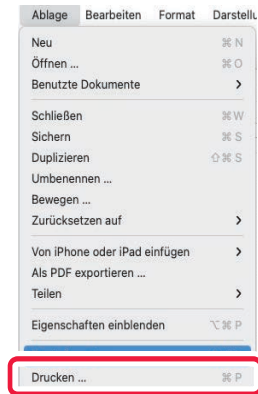 Ablage Bearbeiten Format Darstellu
Neu ⌘ N
Öffnen ... ⌘ O
Benutzte Dokumente >
Schließen ⌘ W
Sichern ⌘ S
Duplizieren ⇧ ⌘ S
Umbenennen ...
Bewegen ...
Zurücksetzen auf >
Von iPhone oder iPad einfügen >
Als PDF exportieren ...
Teilen >
Eigenschaften einblenden ⌥ ⌘ P
Drucken ... ⌘ P